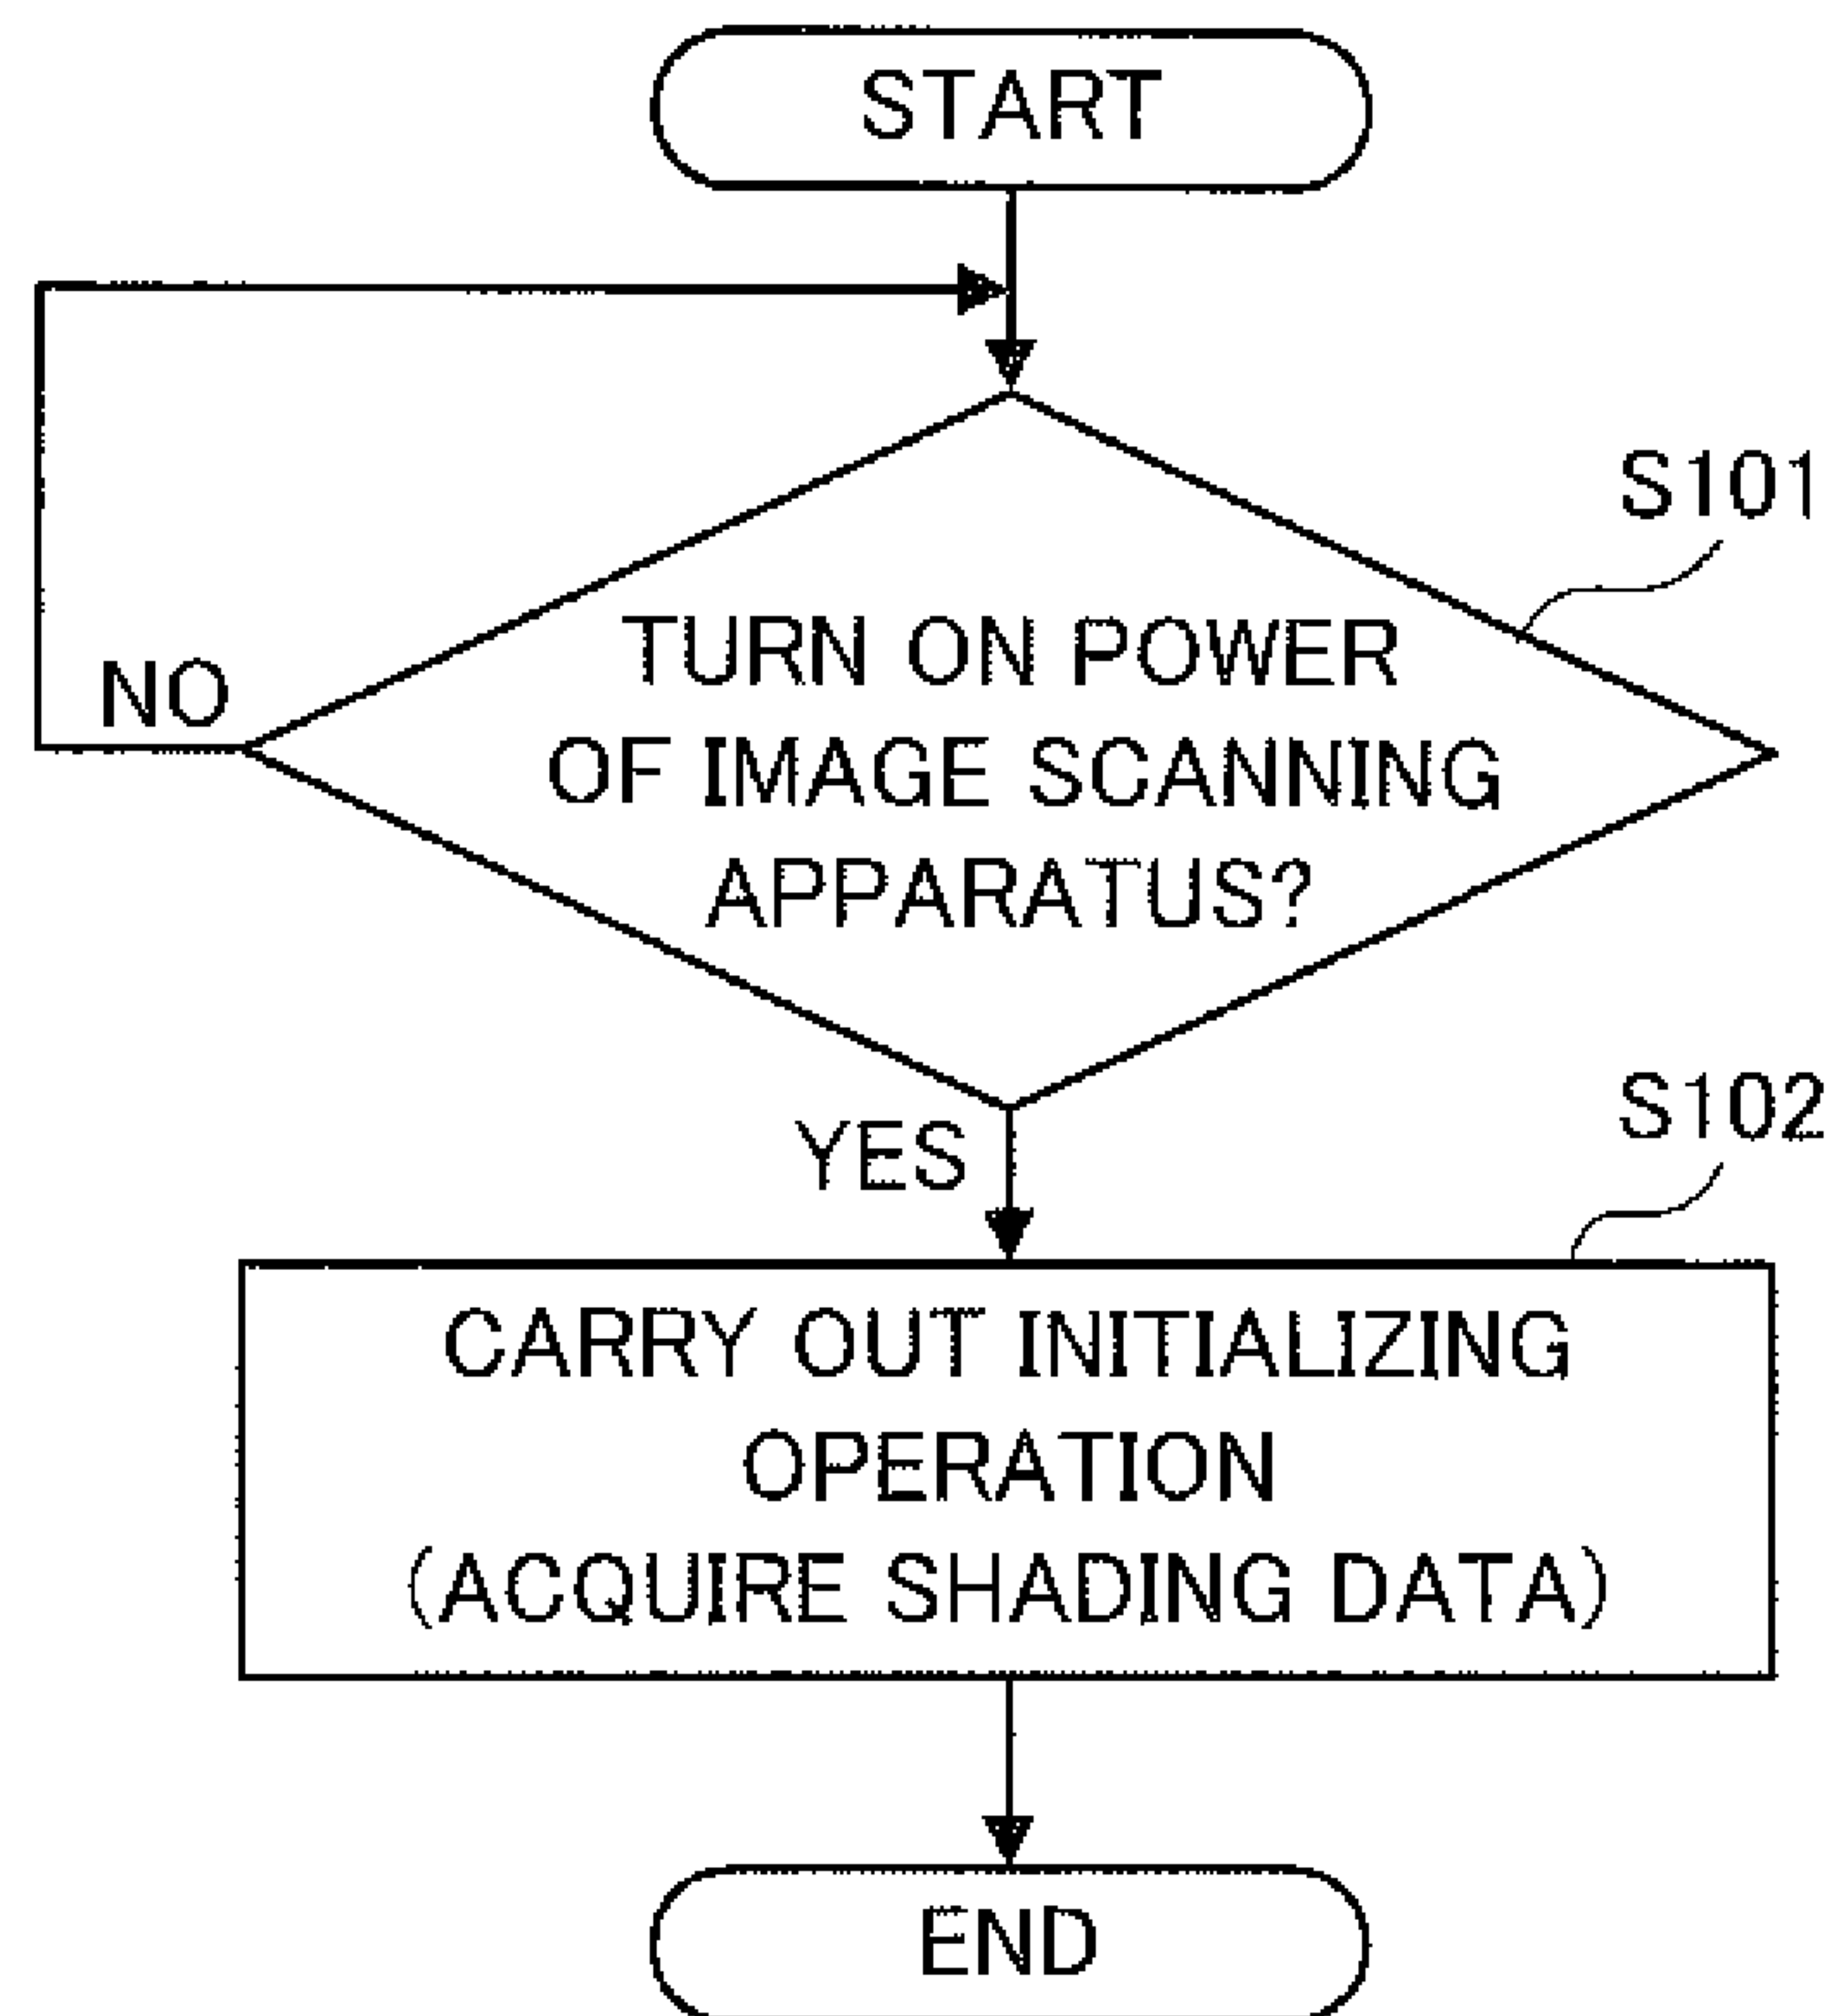 START
S101
TURN ON POWER
OF IMAGE SCANNING
APPARATUS?
NO
YES
S102
CARRY OUT INITIALIZING
OPERATION
(ACQUIRE SHADING DATA)
END